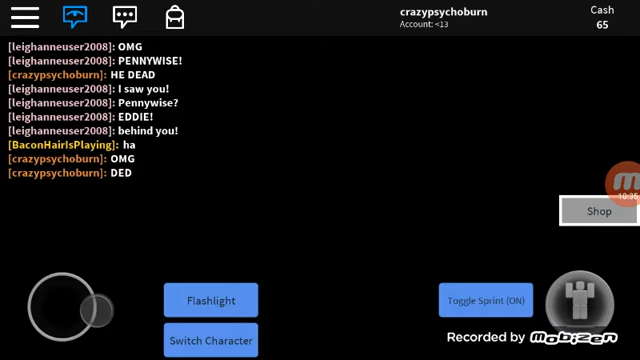 crazypsychoburn
Account: <13
Cash
65
[leighanneuser2008]: OMG
[leighanneuser2008]: PENNYWISE!
[crazypsychoburn]: HE DEAD
[leighanneuser2008]: I saw you!
[leighanneuser2008]: Pennywise?
[leighanneuser2008]: EDDIE!
[leighanneuser2008]: behind you!
[BaconHairIsPlaying]: ha
[crazypsychoburn]: OMG
[crazypsychoburn]: DED
10:35
Shop
Flashlight
Toggle Sprint (ON)
Switch Character
Recorded by Mobizen